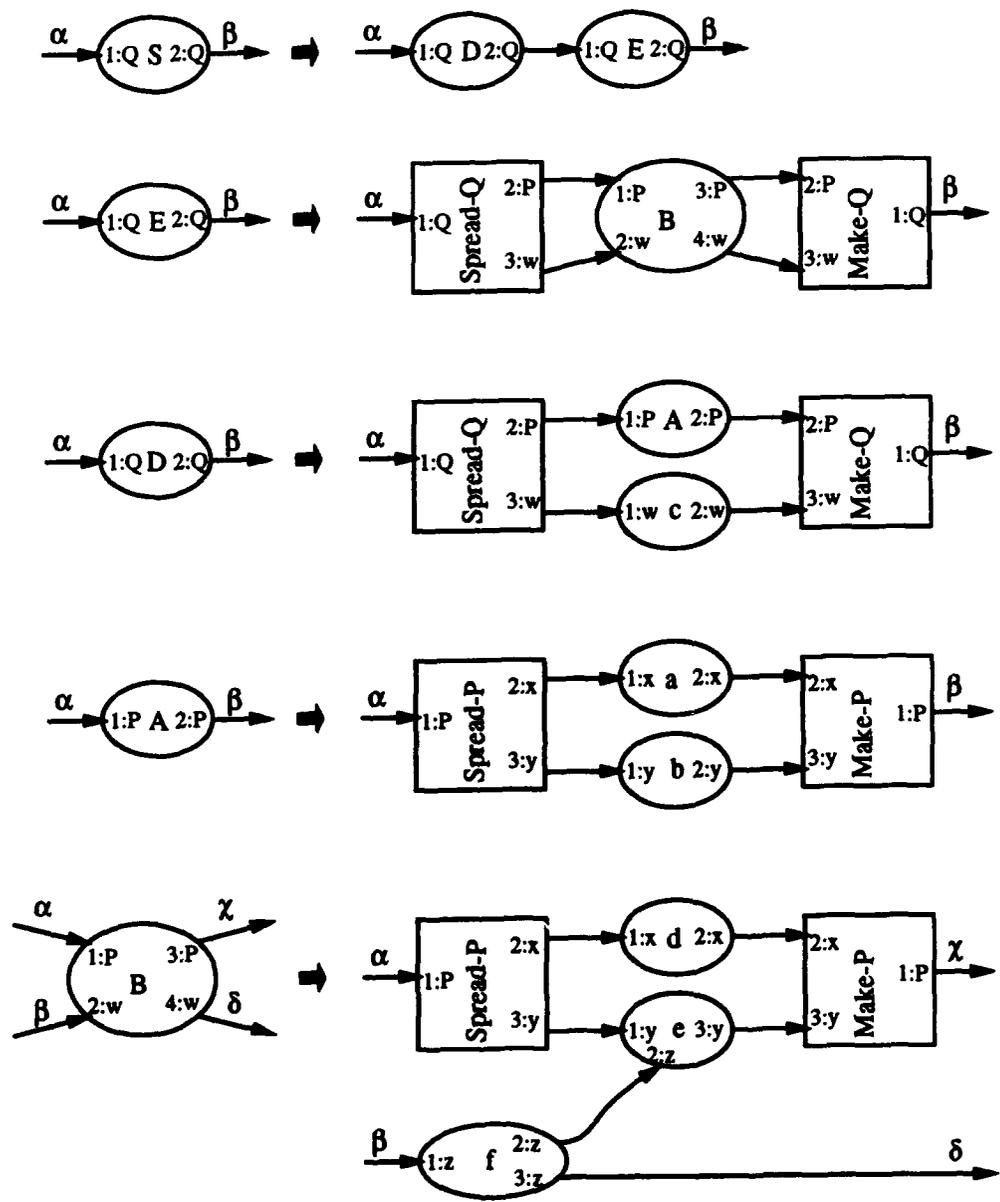 α 1:Q S 2:Q β α 1:Q D 2:Q 1:Q E 2:Q β
α 1:Q E 2:Q β α 1:Q Spread-Q 2:P 3:w 1:P 2:w B 3:P 4:w 2:P 3:w Make-Q 1:Q β
α 1:Q D 2:Q β α 1:Q Spread-Q 2:P 3:w 1:P A 2:P 1:w c 2:w 2:P 3:w Make-Q 1:Q β
α 1:P A 2:P β α 1:P Spread-P 2:x 3:y 1:x a 2:x 1:y b 2:y 2:x 3:y Make-P 1:P β
α β 1:P 2:w B 3:P 4:w χ δ α 1:P Spread-P 2:x 3:y 1:x d 2:x 1:y e 3:y 2:z 2:x 3:y Make-P 1:P χ
β 1:z f 2:z 3:z δ